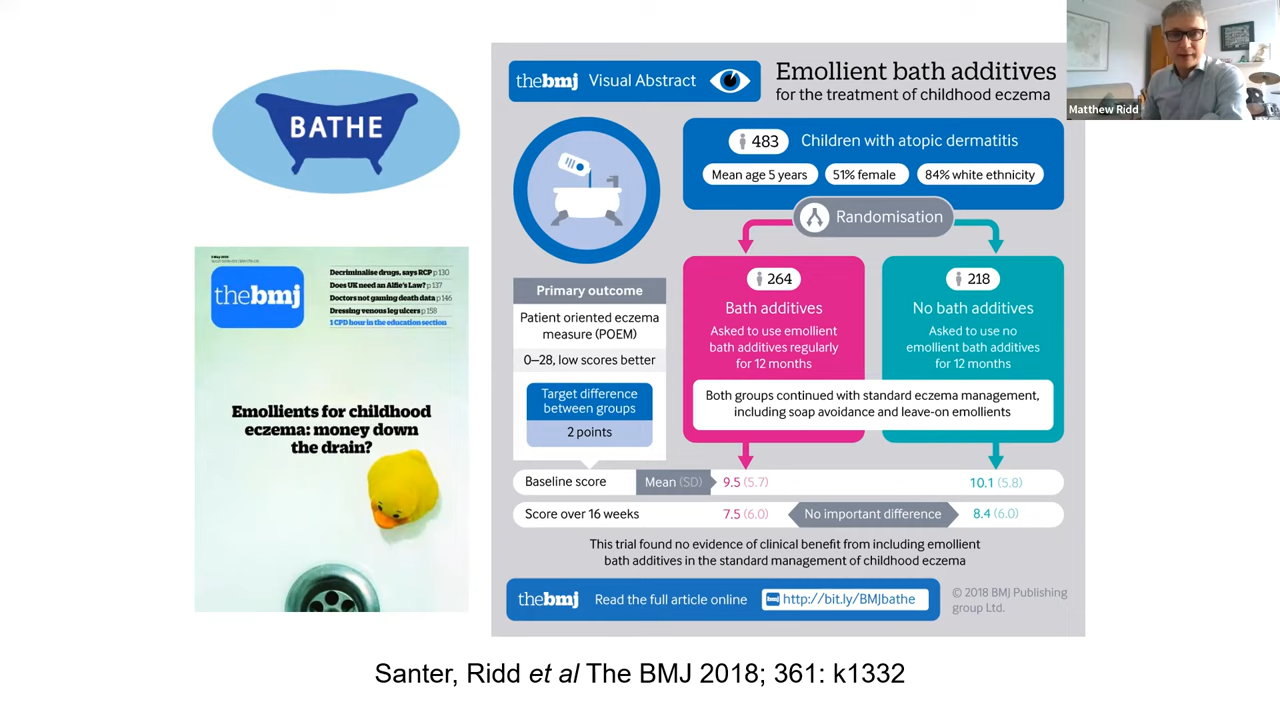 BATHE
thebmj
Decriminalise drugs, says RCP p 130
Does UK need an Alfie's Law? p 137
Doctors not gaming death data p 146
Dressing venous leg ulcers p 158
1 CPD hour in the education section
Emollients for childhood
eczema: money down
the drain?
thebmj Visual Abstract
Emollient bath additives
for the treatment of childhood eczema
Matthew Ridd
483 Children with atopic dermatitis
Mean age 5 years 51% female 84% white ethnicity
Randomisation
Primary outcome
Patient oriented eczema
measure (POEM)
0–28, low scores better
Target difference
between groups
2 points
264
Bath additives
Asked to use emollient
bath additives regularly
for 12 months
218
No bath additives
Asked to use no
emollient bath additives
for 12 months
Both groups continued with standard eczema management,
including soap avoidance and leave-on emollients
Baseline score Mean (SD) 9.5 (5.7) 10.1 (5.8)
Score over 16 weeks 7.5 (6.0) No important difference 8.4 (6.0)
This trial found no evidence of clinical benefit from including emollient
bath additives in the standard management of childhood eczema
thebmj Read the full article online http://bit.ly/BMJbathe
© 2018 BMJ Publishing
group Ltd.
Santer, Ridd et al The BMJ 2018; 361: k1332